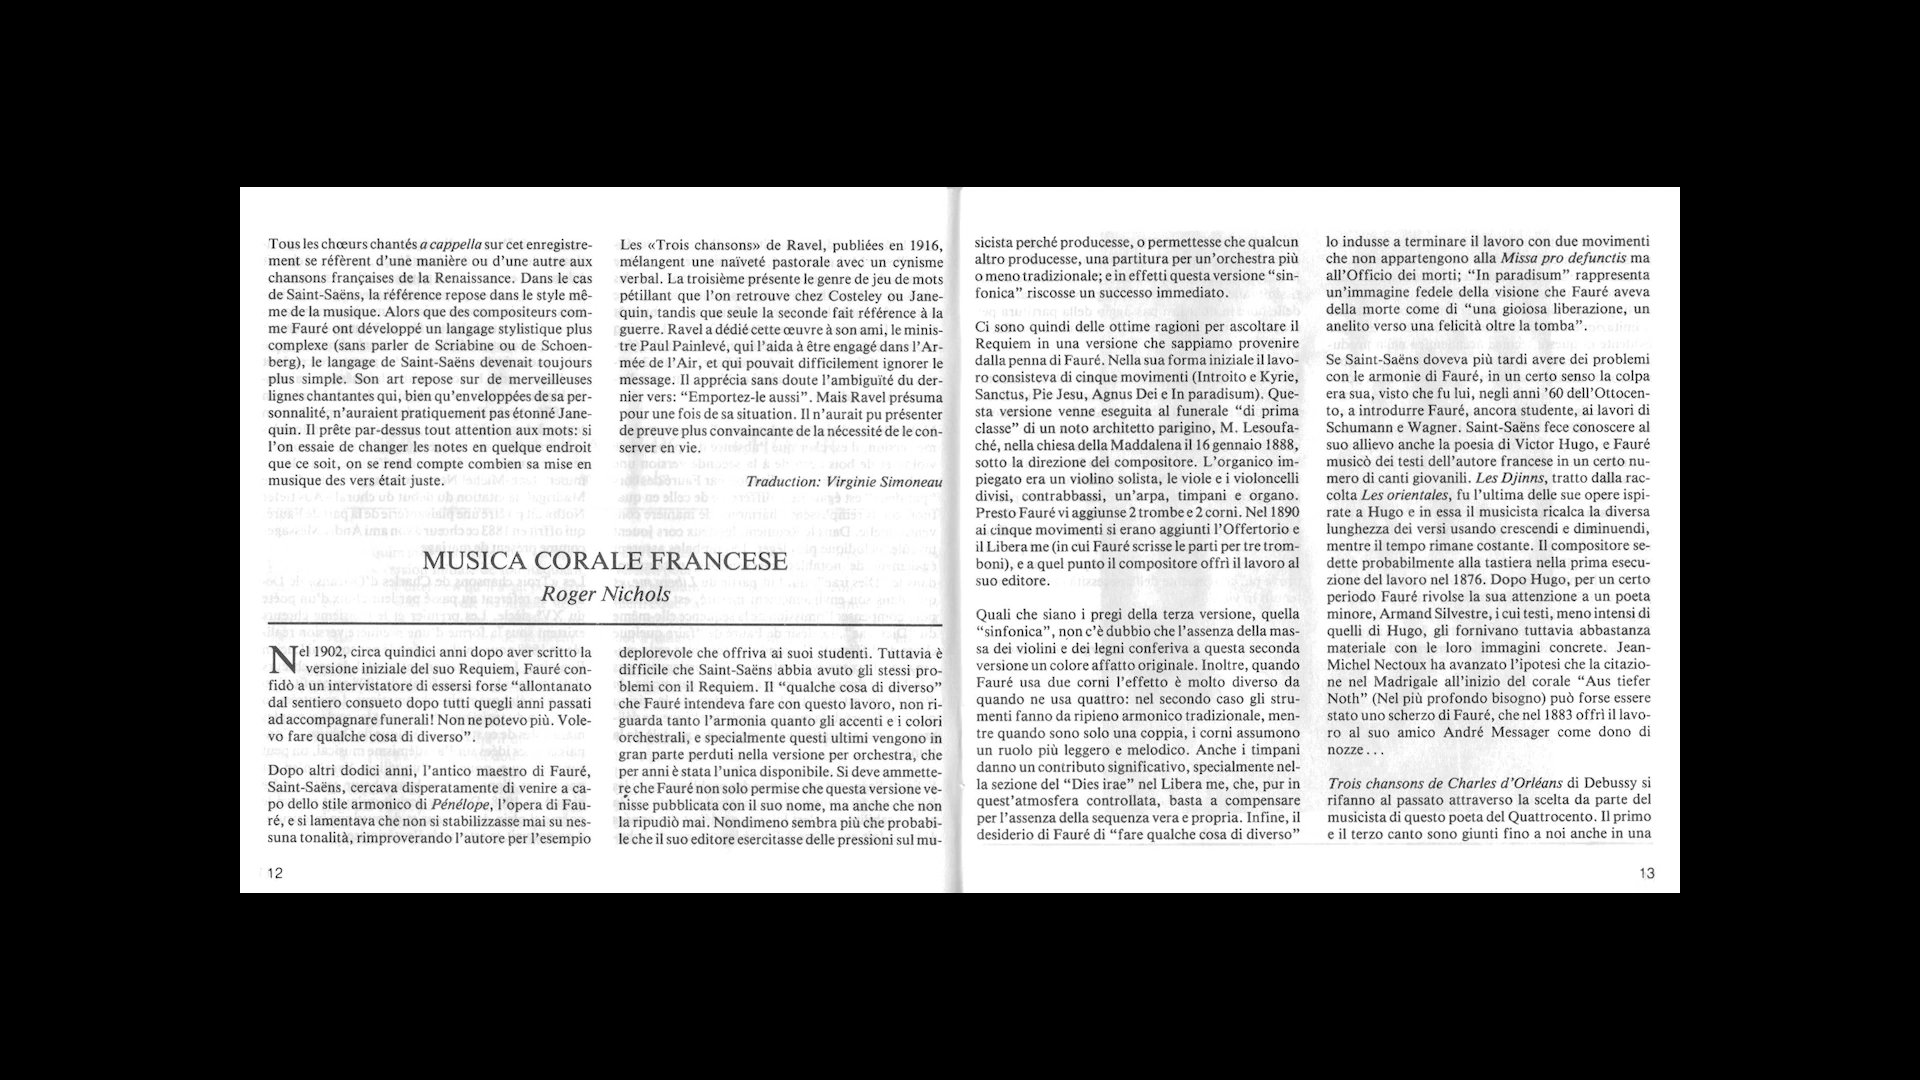 Tous les chœurs chantés a cappella sur cet enregistre-
ment se réfèrent d'une manière ou d'une autre aux
chansons françaises de la Renaissance. Dans le cas
de Saint-Saëns, la référence repose dans le style mê-
me de la musique. Alors que des compositeurs com-
me Fauré ont développé un langage stylistique plus
complexe (sans parler de Scriabine ou de Schoen-
berg), le langage de Saint-Saëns devenait toujours
plus simple. Son art repose sur de merveilleuses
lignes chantantes qui, bien qu'enveloppées de sa per-
sonnalité, n'auraient pratiquement pas étonné Jane-
quin. Il prête par-dessus tout attention aux mots: si
l'on essaie de changer les notes en quelque endroit
que ce soit, on se rend compte combien sa mise en
musique des vers était juste.
Les «Trois chansons» de Ravel, publiées en 1916,
mélangent une naïveté pastorale avec un cynisme
verbal. La troisième présente le genre de jeu de mots
pétillant que l'on retrouve chez Costeley ou Jane-
quin, tandis que seule la seconde fait référence à la
guerre. Ravel a dédié cette œuvre à son ami, le minis-
tre Paul Painlevé, qui l'aida à être engagé dans l'Ar-
mée de l'Air, et qui pouvait difficilement ignorer le
message. Il apprécia sans doute l'ambiguïté du der-
nier vers: "Emportez-le aussi". Mais Ravel présuma
pour une fois de sa situation. Il n'aurait pu présenter
de preuve plus convaincante de la nécessité de le con-
server en vie.
Traduction: Virginie Simoneau
MUSICA CORALE FRANCESE
Roger Nichols
Nel 1902, circa quindici anni dopo aver scritto la
versione iniziale del suo Requiem, Fauré con-
fidò a un intervistatore di essersi forse "allontanato
dal sentiero consueto dopo tutti quegli anni passati
ad accompagnare funerali! Non ne potevo più. Vole-
vo fare qualche cosa di diverso".
Dopo altri dodici anni, l'antico maestro di Fauré,
Saint-Saëns, cercava disperatamente di venire a ca-
po dello stile armonico di Pénélope, l'opera di Fau-
ré, e si lamentava che non si stabilizzasse mai su nes-
suna tonalità, rimproverando l'autore per l'esempio
deplorevole che offriva ai suoi studenti. Tuttavia è
difficile che Saint-Saëns abbia avuto gli stessi pro-
blemi con il Requiem. Il "qualche cosa di diverso"
che Fauré intendeva fare con questo lavoro, non ri-
guarda tanto l'armonia quanto gli accenti e i colori
orchestrali, e specialmente questi ultimi vengono in
gran parte perduti nella versione per orchestra, che
per anni è stata l'unica disponibile. Si deve ammette-
re che Fauré non solo permise che questa versione ve-
nisse pubblicata con il suo nome, ma anche che non
la ripudiò mai. Nondimeno sembra più che probabi-
le che il suo editore esercitasse delle pressioni sul mu-
12
sicista perché producesse, o permettesse che qualcun
altro producesse, una partitura per un'orchestra più
o meno tradizionale; e in effetti questa versione "sin-
fonica" riscosse un successo immediato.
Ci sono quindi delle ottime ragioni per ascoltare il
Requiem in una versione che sappiamo provenire
dalla penna di Fauré. Nella sua forma iniziale il lavo-
ro consisteva di cinque movimenti (Introito e Kyrie,
Sanctus, Pie Jesu, Agnus Dei e In paradisum). Que-
sta versione venne eseguita al funerale "di prima
classe" di un noto architetto parigino, M. Lesoufa-
ché, nella chiesa della Maddalena il 16 gennaio 1888,
sotto la direzione del compositore. L'organico im-
piegato era un violino solista, le viole e i violoncelli
divisi, contrabbassi, un'arpa, timpani e organo.
Presto Fauré vi aggiunse 2 trombe e 2 corni. Nel 1890
ai cinque movimenti si erano aggiunti l'Offertorio e
il Libera me (in cui Fauré scrisse le parti per tre trom-
boni), e a quel punto il compositore offrì il lavoro al
suo editore.
Quali che siano i pregi della terza versione, quella
"sinfonica", non c'è dubbio che l'assenza della mas-
sa dei violini e dei legni conferiva a questa seconda
versione un colore affatto originale. Inoltre, quando
Fauré usa due corni l'effetto è molto diverso da
quando ne usa quattro: nel secondo caso gli stru-
menti fanno da ripieno armonico tradizionale, men-
tre quando sono solo una coppia, i corni assumono
un ruolo più leggero e melodico. Anche i timpani
danno un contributo significativo, specialmente nel-
la sezione del "Dies irae" nel Libera me, che, pur in
quest'atmosfera controllata, basta a compensare
per l'assenza della sequenza vera e propria. Infine, il
desiderio di Fauré di "fare qualche cosa di diverso"
lo indusse a terminare il lavoro con due movimenti
che non appartengono alla Missa pro defunctis ma
all'Officio dei morti; "In paradisum" rappresenta
un'immagine fedele della visione che Fauré aveva
della morte come di "una gioiosa liberazione, un
anelito verso una felicità oltre la tomba".
Se Saint-Saëns doveva più tardi avere dei problemi
con le armonie di Fauré, in un certo senso la colpa
era sua, visto che fu lui, negli anni '60 dell'Ottocen-
to, a introdurre Fauré, ancora studente, ai lavori di
Schumann e Wagner. Saint-Saëns fece conoscere al
suo allievo anche la poesia di Victor Hugo, e Fauré
musicò dei testi dell'autore francese in un certo nu-
mero di canti giovanili. Les Djinns, tratto dalla rac-
colta Les orientales, fu l'ultima delle sue opere ispi-
rate a Hugo e in essa il musicista ricalca la diversa
lunghezza dei versi usando crescendi e diminuendi,
mentre il tempo rimane costante. Il compositore se-
dette probabilmente alla tastiera nella prima esecu-
zione del lavoro nel 1876. Dopo Hugo, per un certo
periodo Fauré rivolse la sua attenzione a un poeta
minore, Armand Silvestre, i cui testi, meno intensi di
quelli di Hugo, gli fornivano tuttavia abbastanza
materiale con le loro immagini concrete. Jean-
Michel Nectoux ha avanzato l'ipotesi che la citazio-
ne nel Madrigale all'inizio del corale "Aus tiefer
Noth" (Nel più profondo bisogno) può forse essere
stato uno scherzo di Fauré, che nel 1883 offrì il lavo-
ro al suo amico André Messager come dono di
nozze . . .
Trois chansons de Charles d'Orléans di Debussy si
rifanno al passato attraverso la scelta da parte del
musicista di questo poeta del Quattrocento. Il primo
e il terzo canto sono giunti fino a noi anche in una
13